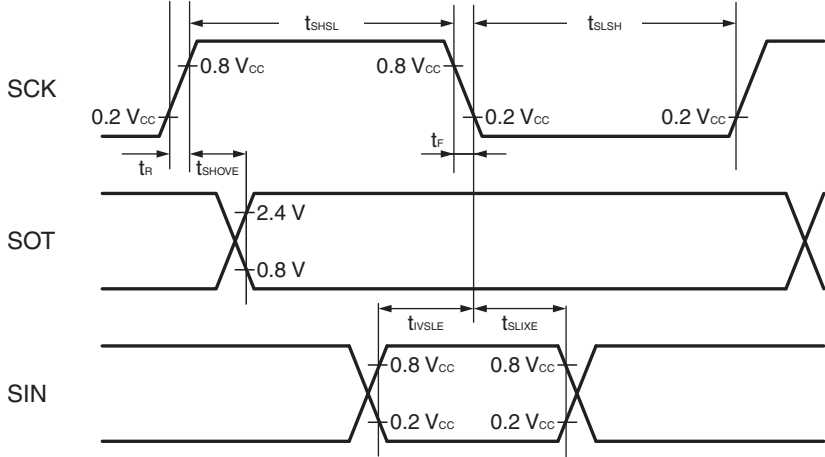 tSHSL tSLSH
SCK
0.8 VCC 0.8 VCC
0.2 VCC 0.2 VCC 0.2 VCC
tR tSHOVE tF
SOT
2.4 V
0.8 V
tIVSLE tSLIXE
SIN
0.8 VCC 0.8 VCC
0.2 VCC 0.2 VCC